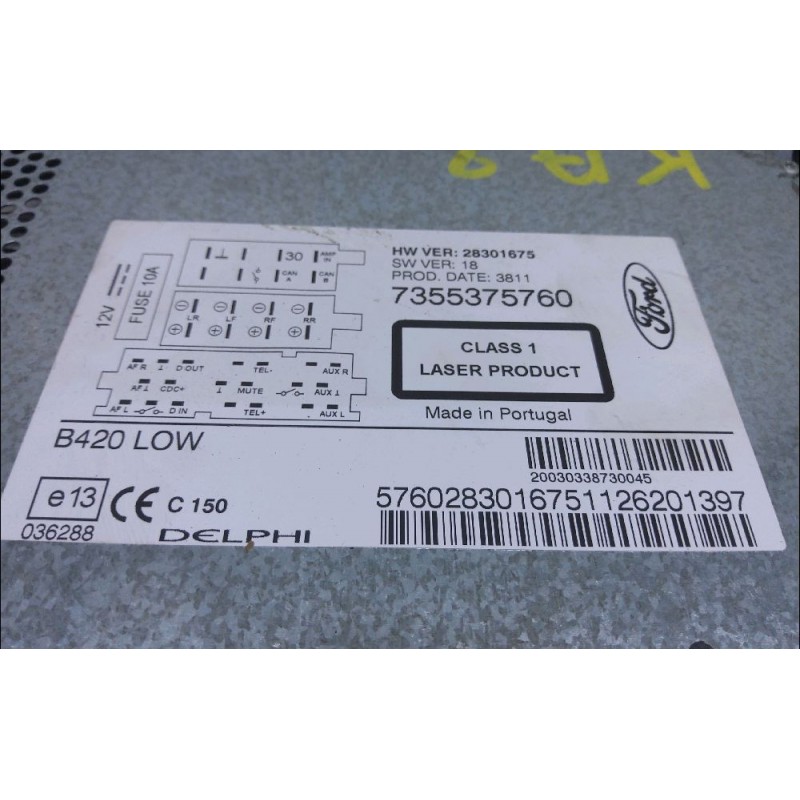 KB9
12V
FUSE 10A
30 AMP IN
CAN A CAN B
LR LF RF RR
AF R D OUT TEL- AUX R
AF CDC+ MUTE AUX
AF L D IN TEL+ AUX L
HW VER: 28301675
SW VER: 18
PROD. DATE: 3811
7355375760
CLASS 1
LASER PRODUCT
Made in Portugal
Ford
B420 LOW
20030338730045
e13 CE C 150
036288
DELPHI
57602830167511126201397